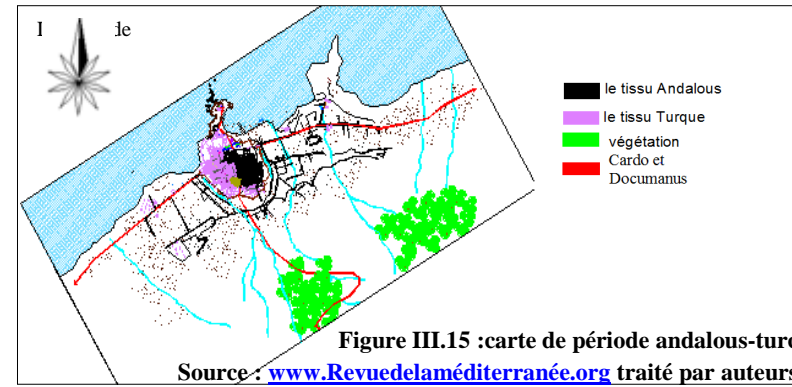 le tissu Andalous
le tissu Turque
végétation
Cardo et
Documanus
Figure III.15 :carte de période andalous-turq
Source : www.Revuedelaméditerranée.org traité par auteurs